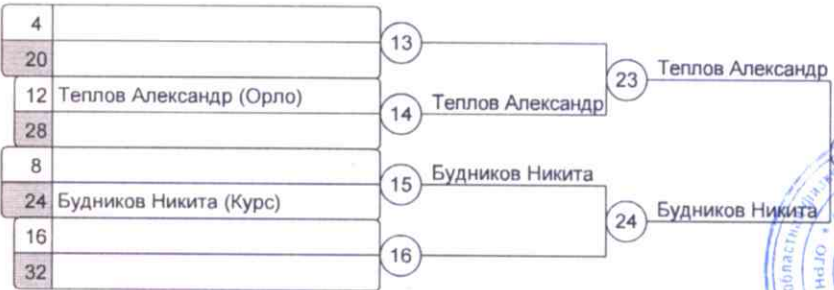 4
20
12 Теплов Александр (Орло)
28
8
24 Будников Никита (Курс)
16
32
13
14 Теплов Александр
15 Будников Никита
16
23 Теплов Александр
24 Будников Никита
ОГРН